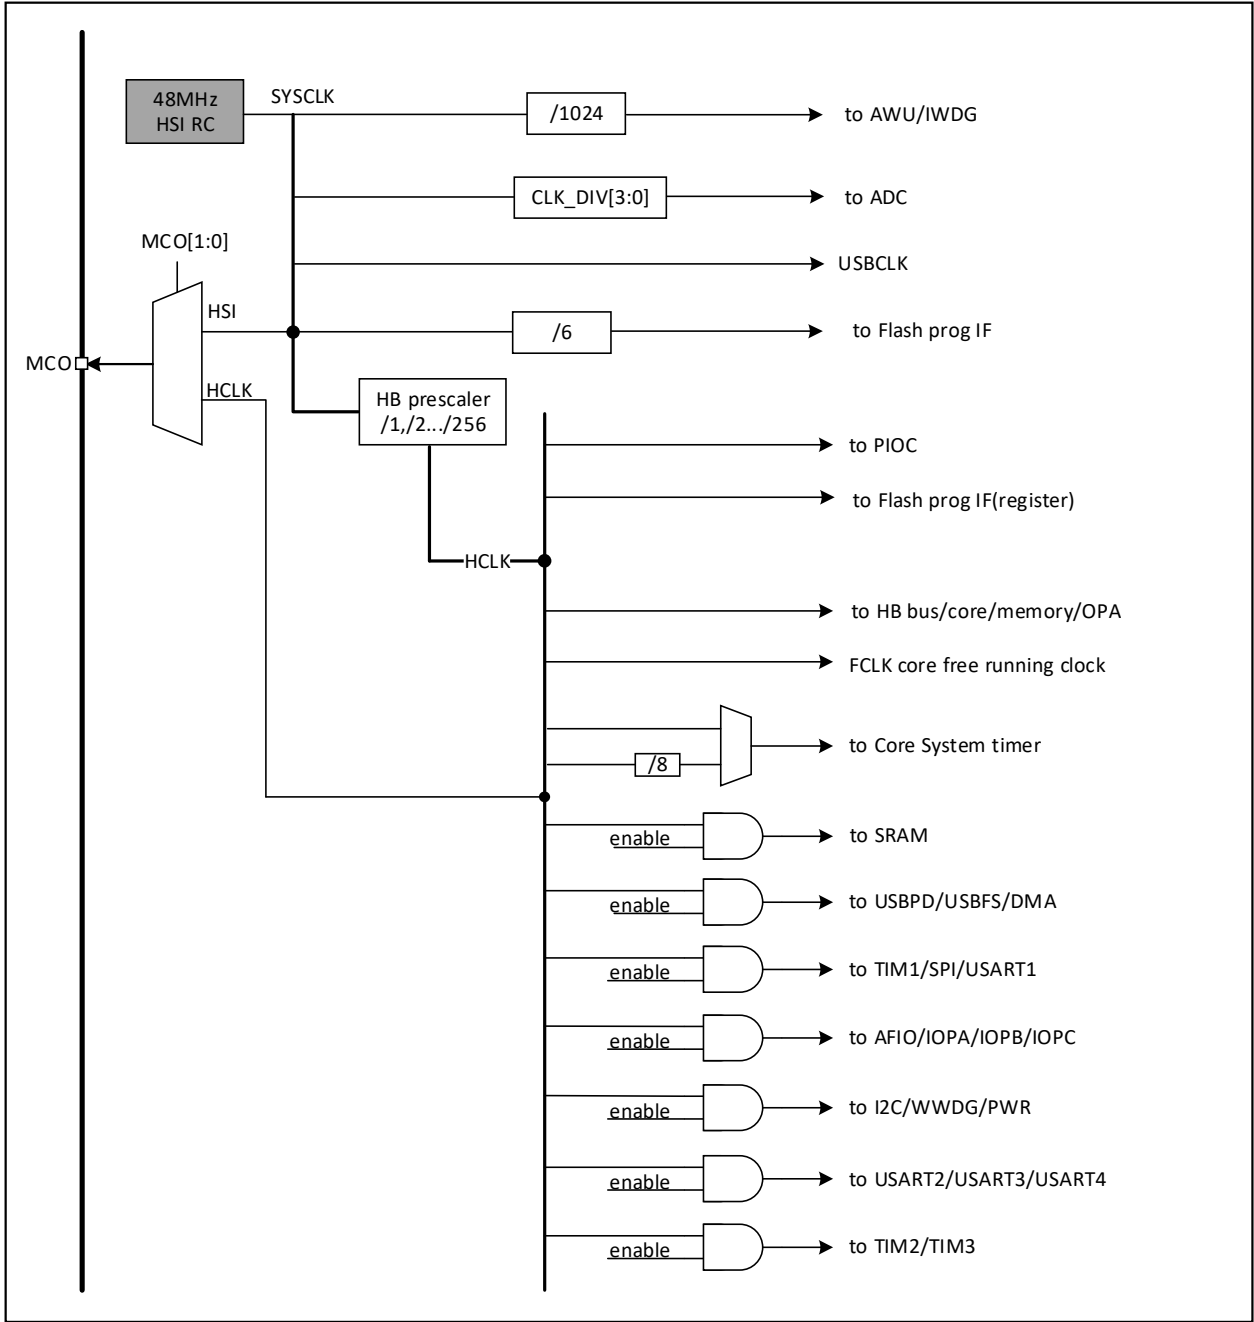 48MHz
HSI RC
SYSCLK
/1024
to AWU/IWDG
CLK_DIV[3:0]
to ADC
MCO[1:0]
USBCLK
HSI
/6
to Flash prog IF
MCO
HCLK
HB prescaler
/1,/2.../256
to PIOC
to Flash prog IF(register)
HCLK
to HB bus/core/memory/OPA
FCLK core free running clock
to Core System timer
/8
enable
to SRAM
enable
to USBPD/USBFS/DMA
enable
to TIM1/SPI/USART1
enable
to AFIO/IOPA/IOPB/IOPC
enable
to I2C/WWDG/PWR
enable
to USART2/USART3/USART4
enable
to TIM2/TIM3